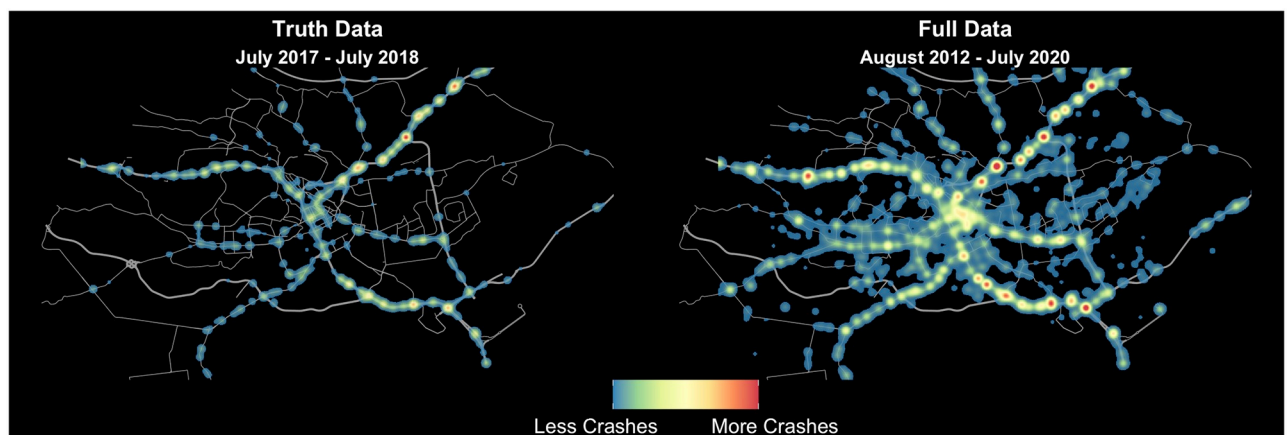 Truth Data
July 2017 - July 2018
Full Data
August 2012 - July 2020
Less Crashes
More Crashes